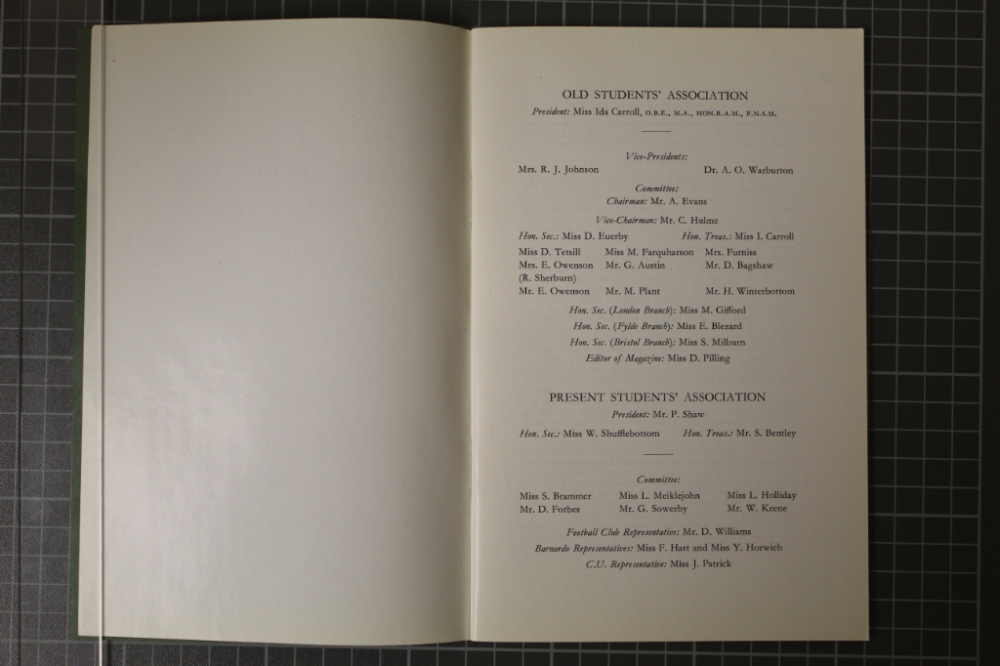 OLD STUDENTS' ASSOCIATION
President: Miss Ida Carroll, O.B.E., M.A., HON.R.A.M., F.N.S.M.
Vice-Presidents:
Mrs. R. J. Johnson Dr. A. O. Warburton
Committee:
Chairman: Mr. A. Evans
Vice-Chairman: Mr. C. Hulme
Hon. Sec.: Miss D. Euerby Hon. Treas.: Miss I. Carroll
Miss D. Tetsill Miss M. Farquharson Mrs. Furniss
Mrs. E. Owenson Mr. G. Austin Mr. D. Bagshaw
(R. Sherburn)
Mr. E. Owenson Mr. M. Plant Mr. H. Winterbottom
Hon. Sec. (London Branch): Miss M. Gifford
Hon. Sec. (Fylde Branch): Miss E. Blezard
Hon. Sec. (Bristol Branch): Miss S. Milburn
Editor of Magazine: Miss D. Pilling
PRESENT STUDENTS' ASSOCIATION
President: Mr. P. Shaw
Hon. Sec.: Miss W. Shufflebottom Hon. Treas.: Mr. S. Bentley
Committee:
Miss S. Brammer Miss L. Meiklejohn Miss L. Holliday
Mr. D. Forbes Mr. G. Sowerby Mr. W. Keene
Football Club Representative: Mr. D. Williams
Barnardo Representatives: Miss F. Hart and Miss Y. Horwich
C.U. Representative: Miss J. Patrick